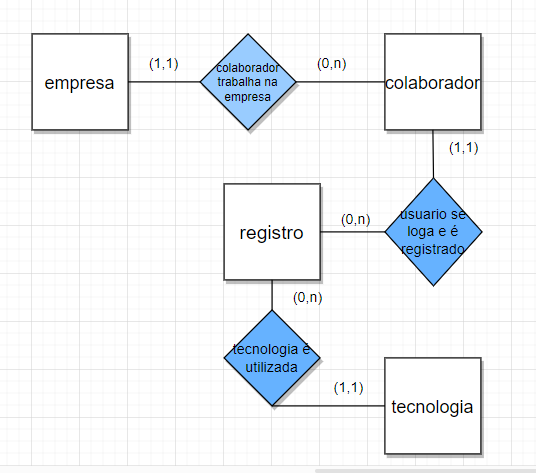 empresa
(1,1)
colaborador
trabalha na
empresa
(0,n)
colaborador
(1,1)
registro
(0,n)
usuario se
loga e é
registrado
(0,n)
tecnologia é
utilizada
(1,1)
tecnologia